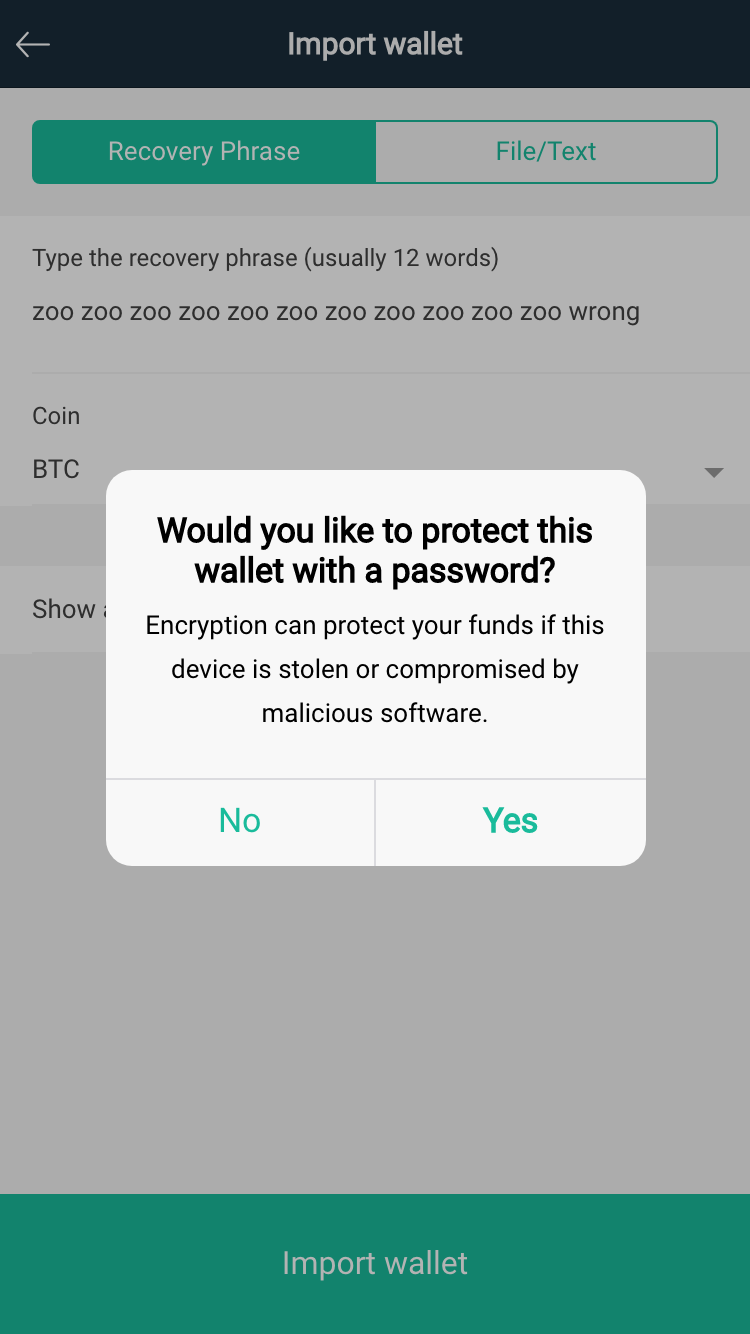 Import wallet
Recovery Phrase
File/Text
Type the recovery phrase (usually 12 words)
zoo zoo zoo zoo zoo zoo zoo zoo zoo zoo zoo wrong
Coin
BTC
Show
Would you like to protect this
wallet with a password?
Encryption can protect your funds if this
device is stolen or compromised by
malicious software.
No
Yes
Import wallet